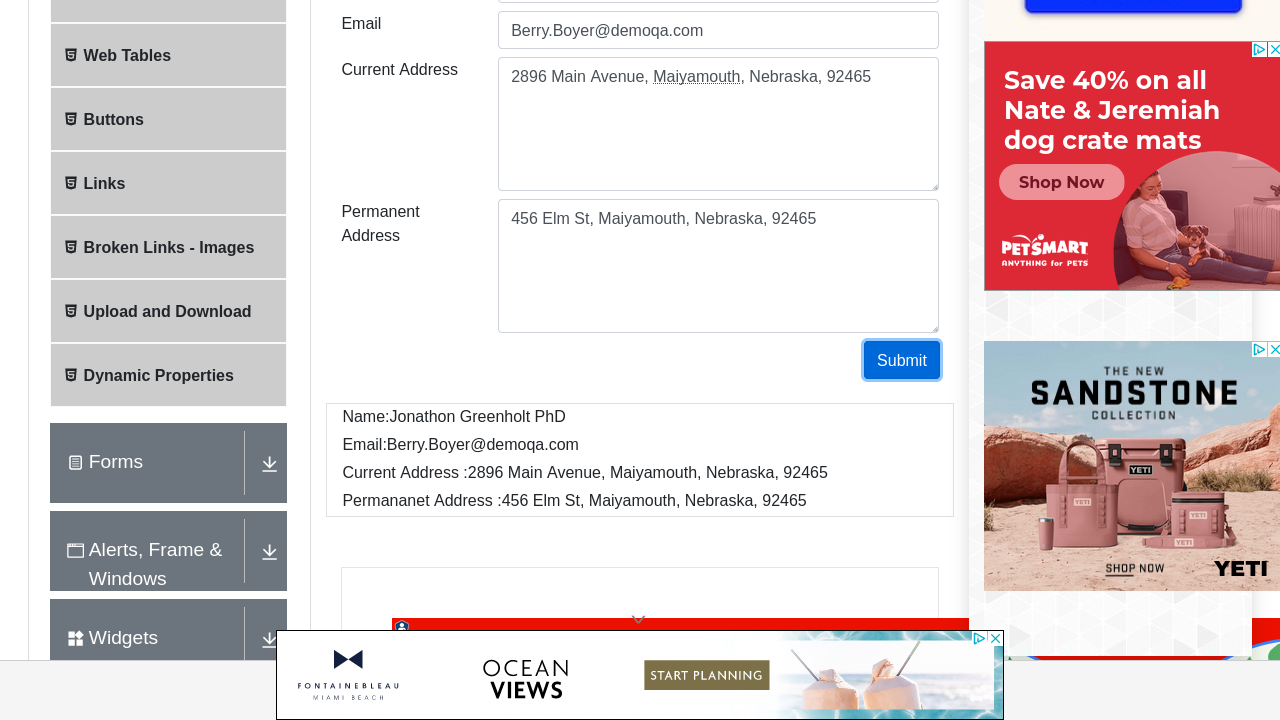 Email
Berry.Boyer@demoqa.com
Web Tables
Current Address
2896 Main Avenue, Maiyamouth, Nebraska, 92465
Buttons
Links
Permanent
Address
456 Elm St, Maiyamouth, Nebraska, 92465
Broken Links - Images
Upload and Download
Submit
Dynamic Properties
Name:Jonathon Greenholt PhD
Email:Berry.Boyer@demoqa.com
Current Address :2896 Main Avenue, Maiyamouth, Nebraska, 92465
Permananet Address :456 Elm St, Maiyamouth, Nebraska, 92465
Forms
Alerts, Frame &
Windows
Widgets
Save 40% on all
Nate & Jeremiah
dog crate mats
Shop Now
PETSMART
ANYTHING for PETS
THE NEW
SANDSTONE
COLLECTION
YETI
SHOP NOW
YETI
FONTAINEBLEAU
MIAMI BEACH
OCEAN
VIEWS
START PLANNING